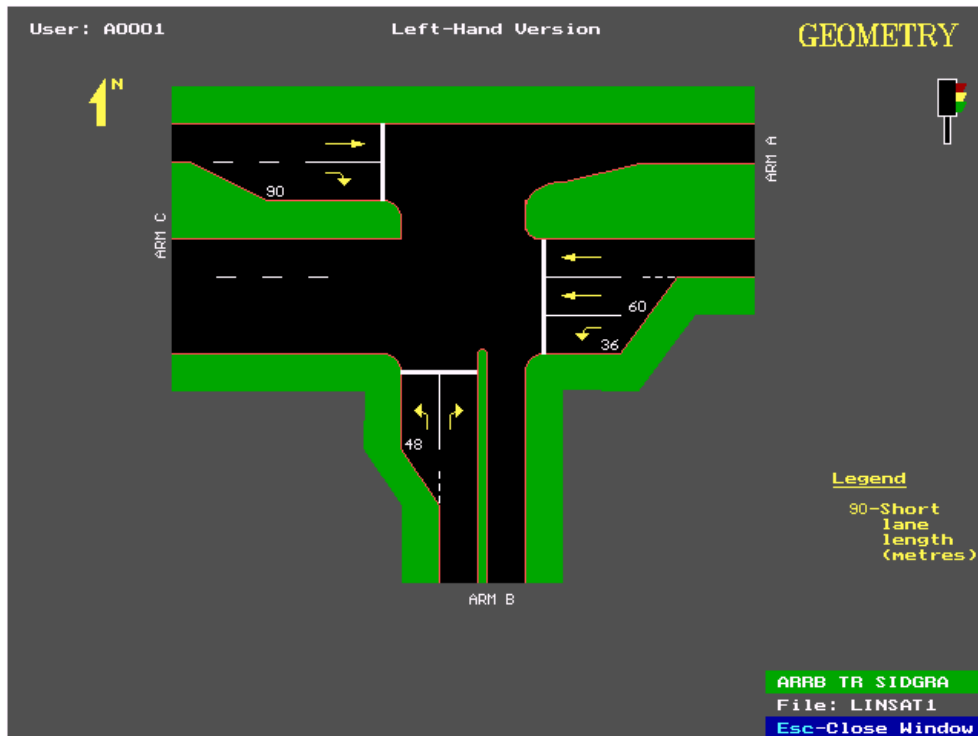 User: A0001
Left-Hand Version
GEOMETRY
N
ARM A
90
ARM C
60
36
48
Legend
90-Short
lane
length
(metres)
ARM B
ARRB TR SIDGRA
File: LINSAT1
Esc-Close Window